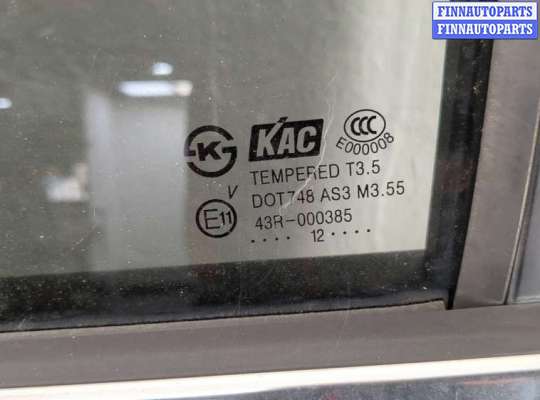 FINNAUTOPARTS
FINNAUTOPARTS
K KAC CCC
E000008
TEMPERED T3.5
V
DOT748 AS3 M3.55
E11 43R-000385
.... 12 ....